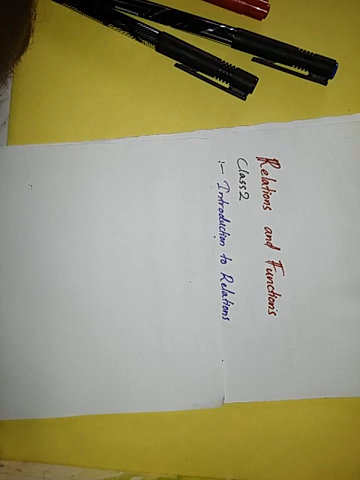 Relations and Functions
Class 2
:- Introduction to Relations